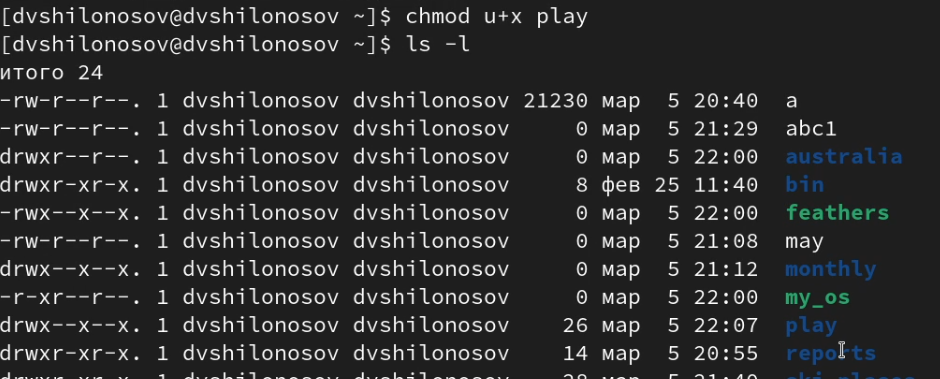 [dvshilonosov@dvshilonosov ~]$ chmod u+x play
[dvshilonosov@dvshilonosov ~]$ ls -l
итого 24
-rw-r--r--. 1 dvshilonosov dvshilonosov 21230 мар  5 20:40  a
-rw-r--r--. 1 dvshilonosov dvshilonosov     0 мар  5 21:29  abc1
drwxr--r--. 1 dvshilonosov dvshilonosov     0 мар  5 22:00  australia
drwxr-xr-x. 1 dvshilonosov dvshilonosov     8 фев 25 11:40  bin
-rwx--x--x. 1 dvshilonosov dvshilonosov     0 мар  5 22:00  feathers
-rw-r--r--. 1 dvshilonosov dvshilonosov     0 мар  5 21:08  may
drwx--x--x. 1 dvshilonosov dvshilonosov     0 мар  5 21:12  monthly
-r-xr--r--. 1 dvshilonosov dvshilonosov     0 мар  5 22:00  my_os
drwx--x--x. 1 dvshilonosov dvshilonosov    26 мар  5 22:07  play
drwxr-xr-x. 1 dvshilonosov dvshilonosov    14 мар  5 20:55  reports